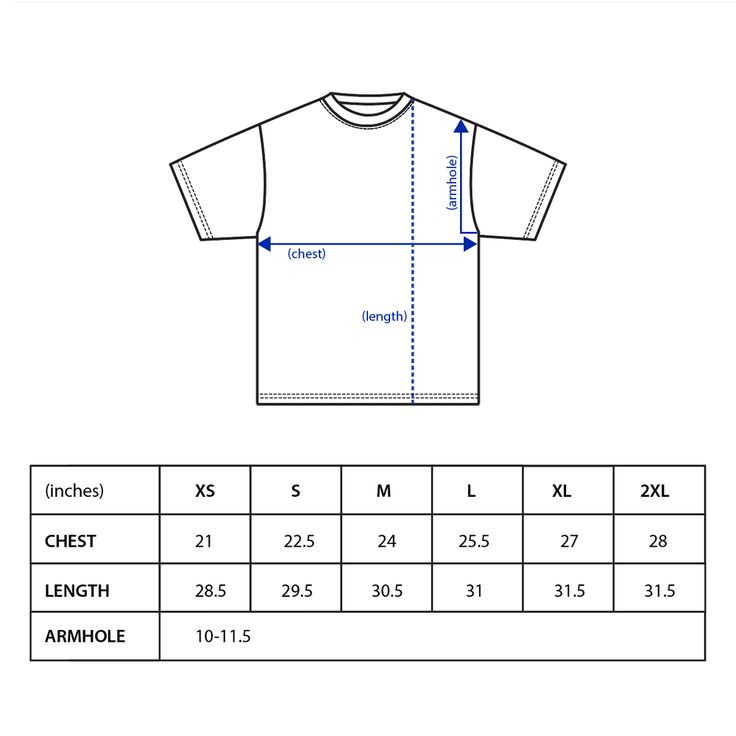 (armhole)
(chest)
(length)
(inches) XS S M L XL 2XL
CHEST 21 22.5 24 25.5 27 28
LENGTH 28.5 29.5 30.5 31 31.5 31.5
ARMHOLE 10-11.5